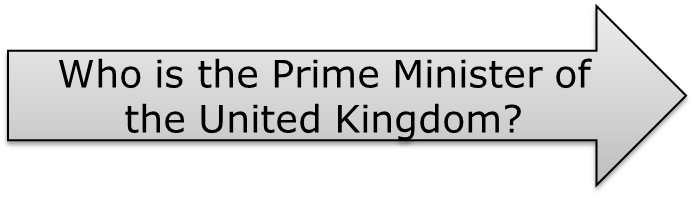 Who is the Prime Minister of
the United Kingdom?